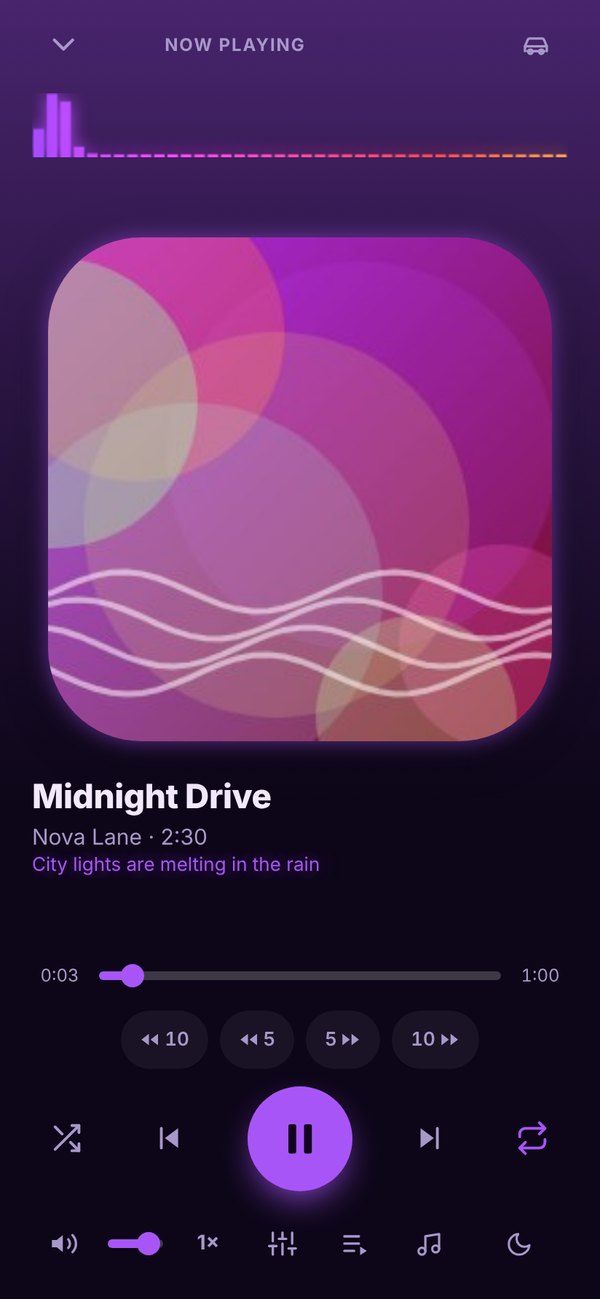 NOW PLAYING
Midnight Drive
Nova Lane · 2:30
City lights are melting in the rain
0:03 1:00
10 5 5 10
1×